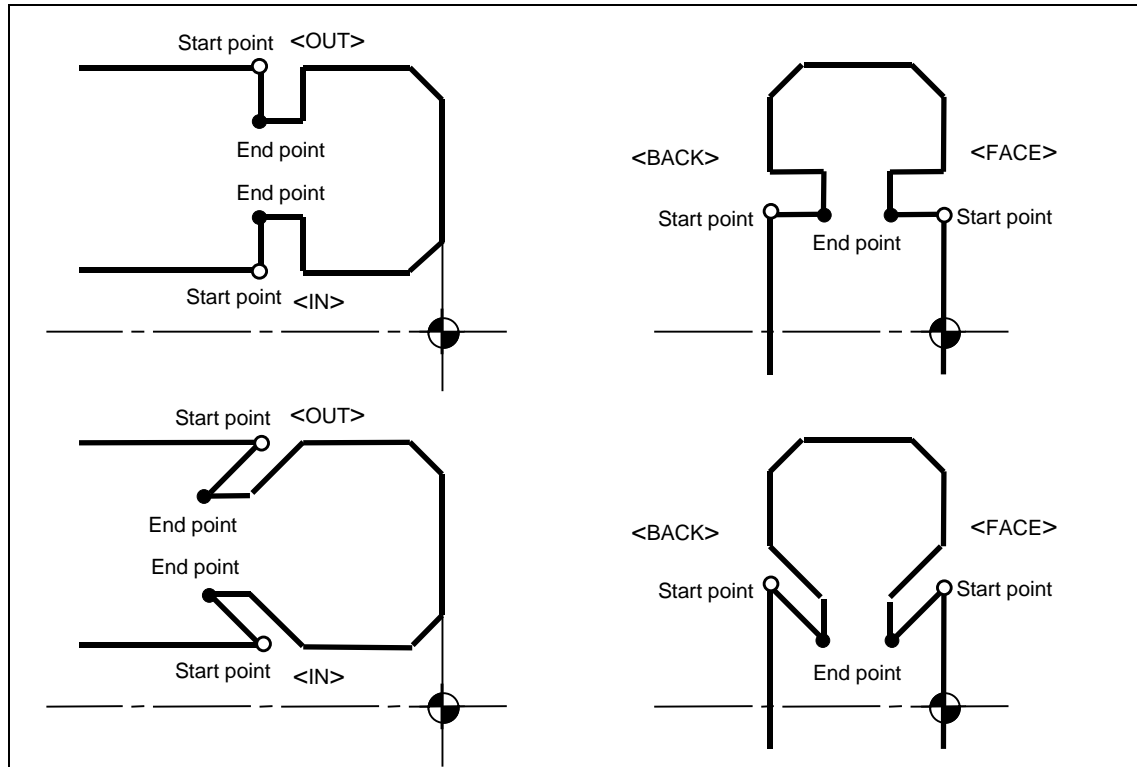 Start point
<OUT>
End point
End point
Start point
<IN>
<BACK>
<FACE>
Start point
Start point
End point
Start point
<OUT>
End point
End point
Start point
<IN>
<BACK>
<FACE>
Start point
Start point
End point